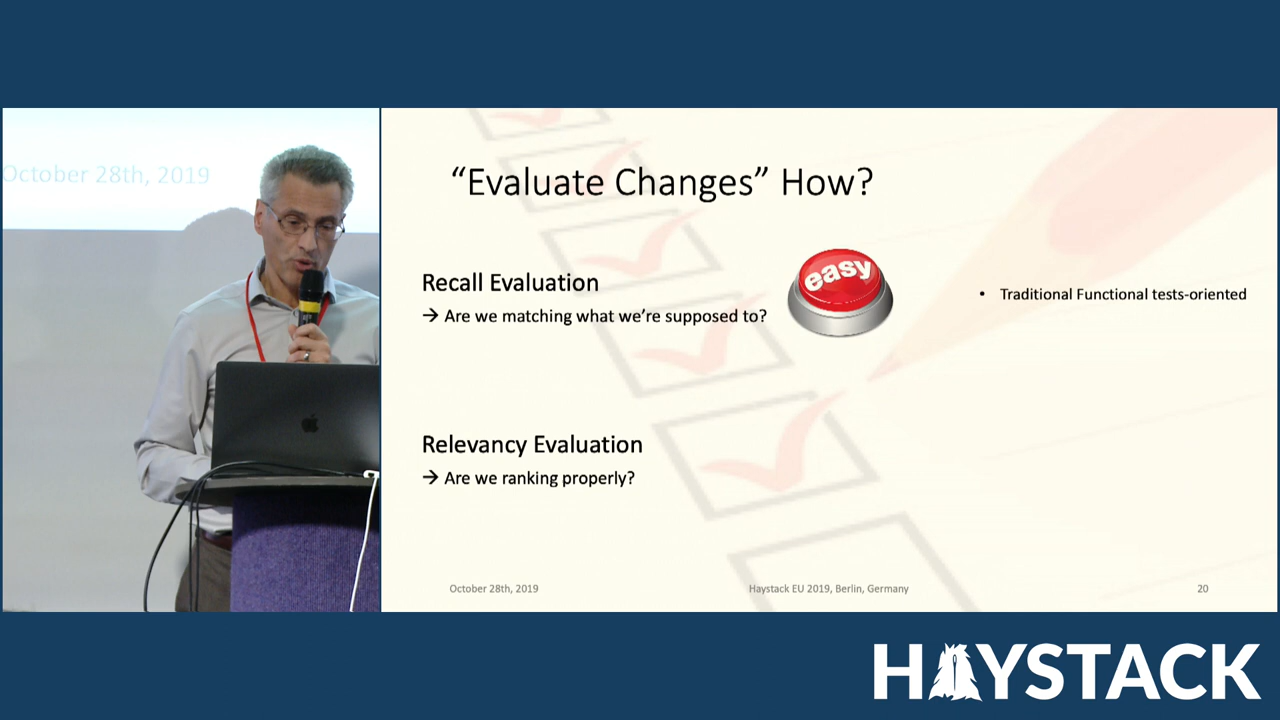 October 28th, 2019
“Evaluate Changes” How?
Recall Evaluation
→ Are we matching what we’re supposed to?
easy
• Traditional Functional tests-oriented
Relevancy Evaluation
→ Are we ranking properly?
October 28th, 2019
Haystack EU 2019, Berlin, Germany
20
HAYSTACK